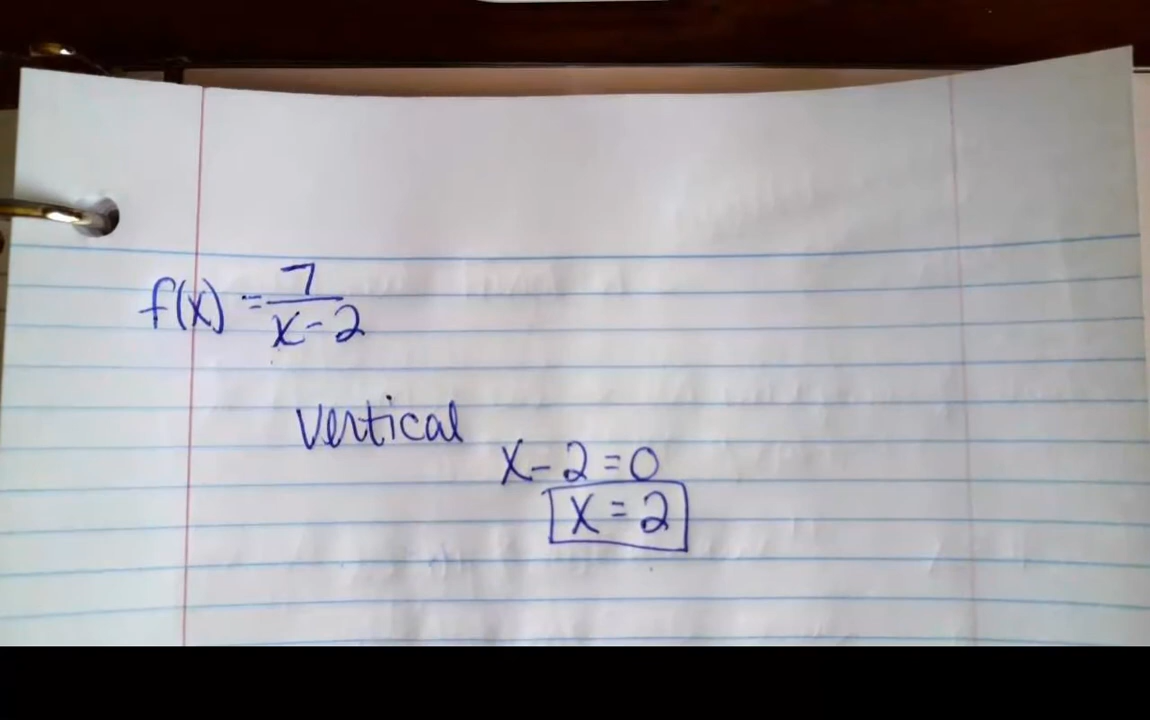 f(x) = 7/(x-2)
Vertical
x-2=0
x=2